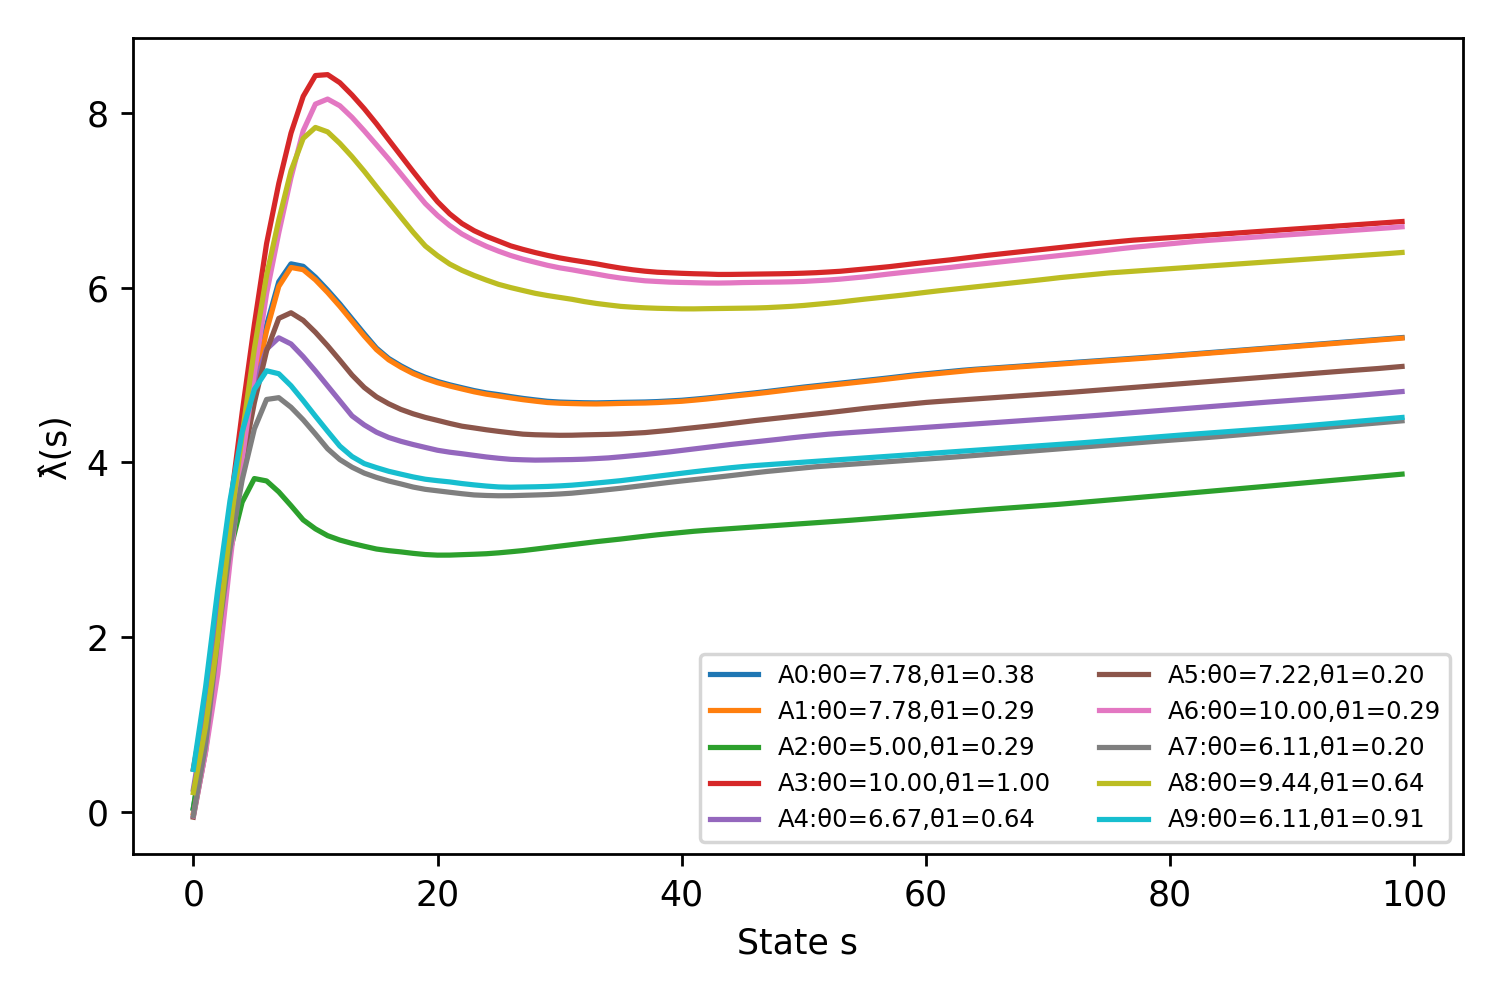 8
6
4
2
0
λ̂(s)
0 20 40 60 80 100
State s
A0:θ0=7.78,θ1=0.38
A1:θ0=7.78,θ1=0.29
A2:θ0=5.00,θ1=0.29
A3:θ0=10.00,θ1=1.00
A4:θ0=6.67,θ1=0.64
A5:θ0=7.22,θ1=0.20
A6:θ0=10.00,θ1=0.29
A7:θ0=6.11,θ1=0.20
A8:θ0=9.44,θ1=0.64
A9:θ0=6.11,θ1=0.91